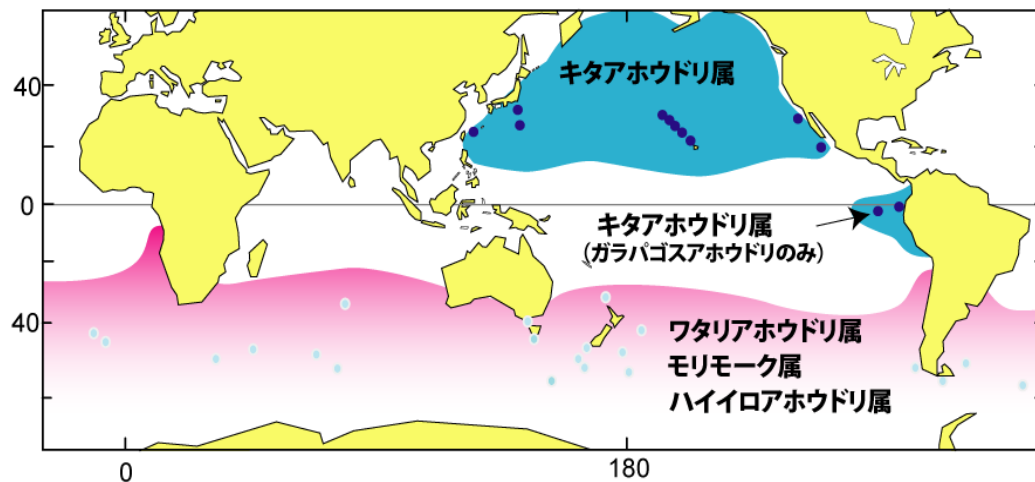 キタアホウドリ属
40
0
キタアホウドリ属
(ガラパゴスアホウドリのみ)
40
ワタリアホウドリ属
モリモーク属
ハイイロアホウドリ属
0
180